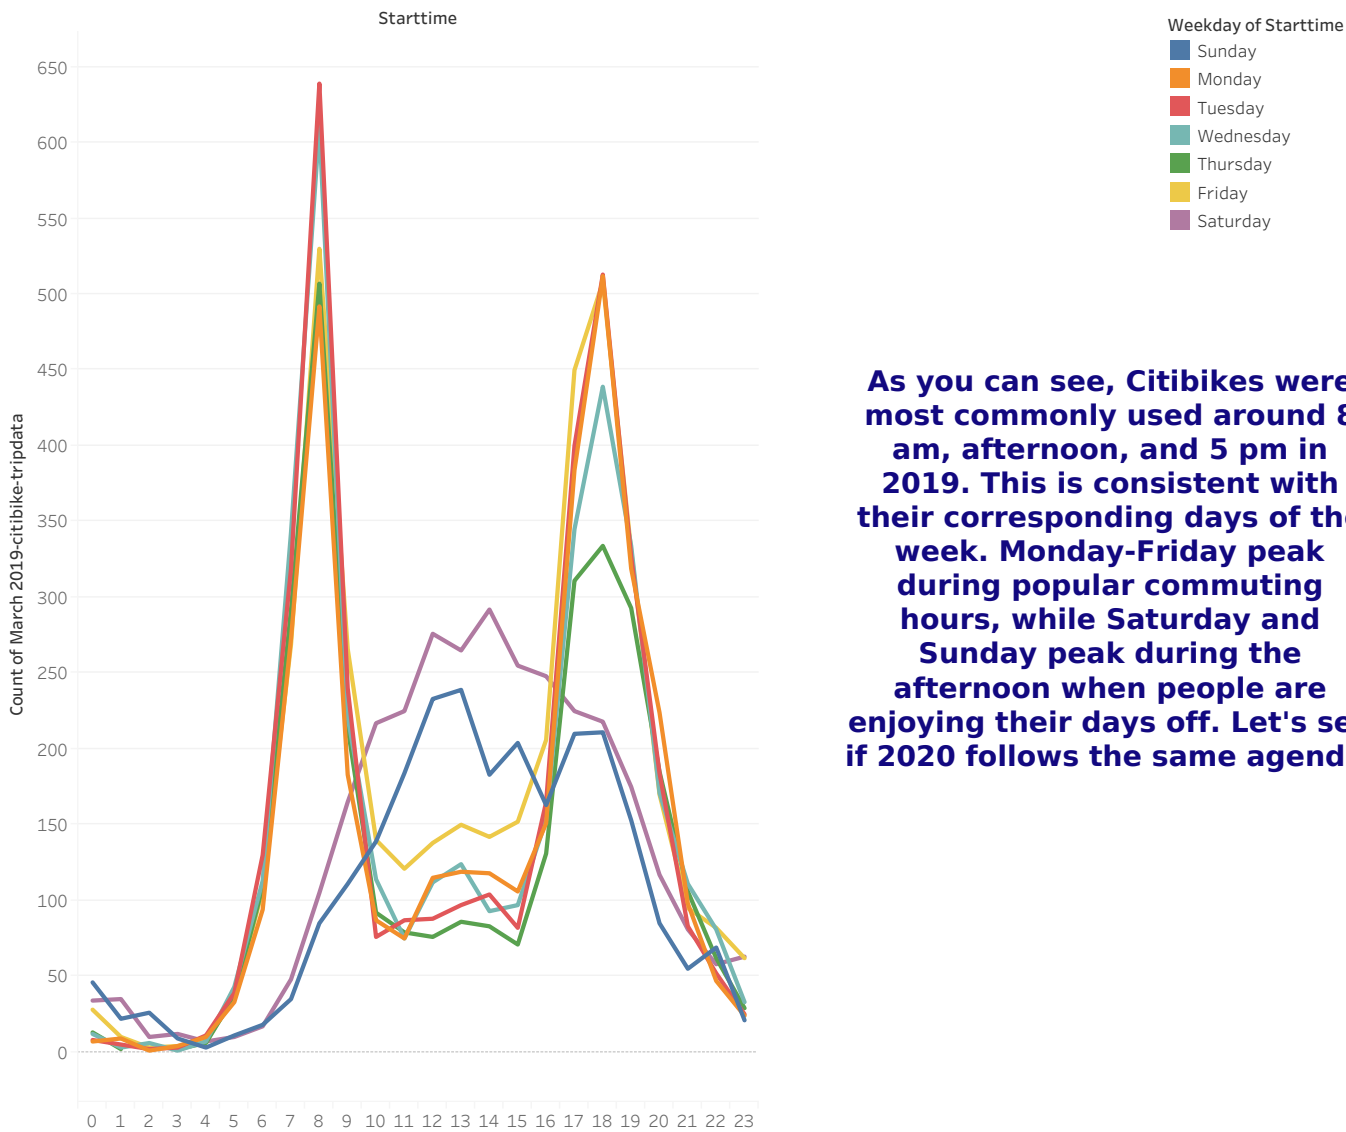 Starttime
Weekday of Starttime
Sunday
Monday
Tuesday
Wednesday
Thursday
Friday
Saturday
650
600
550
500
450
400
350
300
250
200
150
100
50
0
Count of March 2019-citibike-tripdata
0 1 2 3 4 5 6 7 8 9 10 11 12 13 14 15 16 17 18 19 20 21 22 23
As you can see, Citibikes were
most commonly used around 8
am, afternoon, and 5 pm in
2019. This is consistent with
their corresponding days of the
week. Monday-Friday peak
during popular commuting
hours, while Saturday and
Sunday peak during the
afternoon when people are
enjoying their days off. Let's se
if 2020 follows the same agend